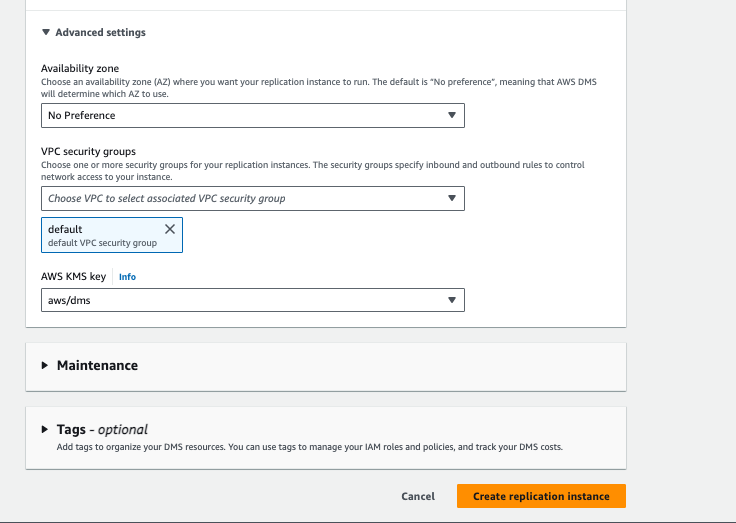 Advanced settings
Availability zone
Choose an availability zone (AZ) where you want your replication instance to run. The default is “No preference”, meaning that AWS DMS
will determine which AZ to use.
No Preference
VPC security groups
Choose one or more security groups for your replication instances. The security groups specify inbound and outbound rules to control
network access to your instance.
Choose VPC to select associated VPC security group
default
default VPC security group
AWS KMS key Info
aws/dms
Maintenance
Tags - optional
Add tags to organize your DMS resources. You can use tags to manage your IAM roles and policies, and track your DMS costs.
Cancel Create replication instance